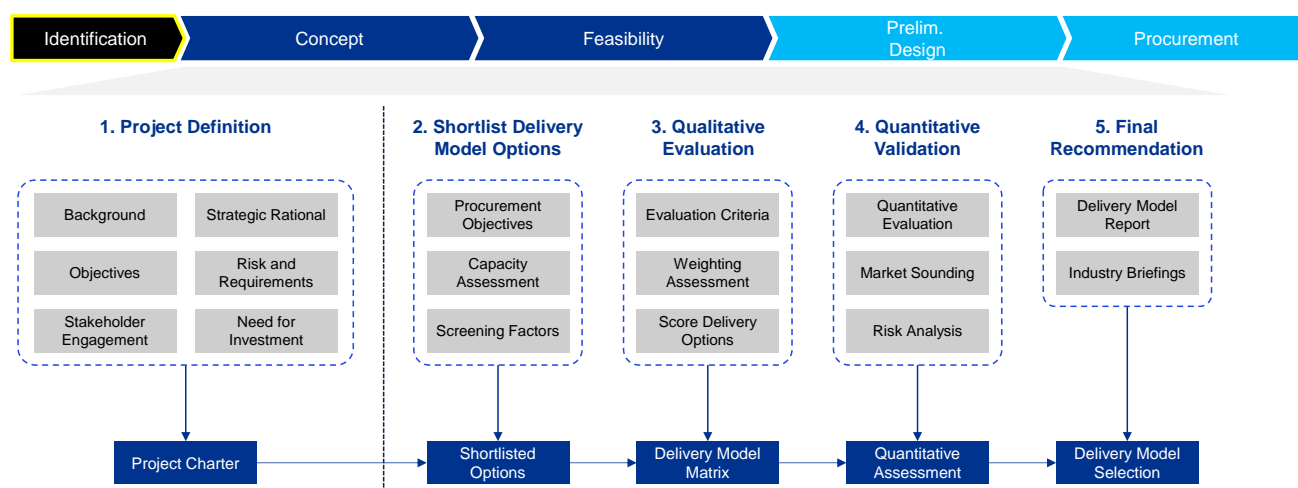 Identification
Concept
Feasibility
Prelim.
Design
Procurement
1. Project Definition
2. Shortlist Delivery
Model Options
3. Qualitative
Evaluation
4. Quantitative
Validation
5. Final
Recommendation
Background
Strategic Rational
Objectives
Risk and
Requirements
Stakeholder
Engagement
Need for
Investment
Procurement
Objectives
Capacity
Assessment
Screening Factors
Evaluation Criteria
Weighting
Assessment
Score Delivery
Options
Quantitative
Evaluation
Market Sounding
Risk Analysis
Delivery Model
Report
Industry Briefings
Project Charter
Shortlisted
Options
Delivery Model
Matrix
Quantitative
Assessment
Delivery Model
Selection